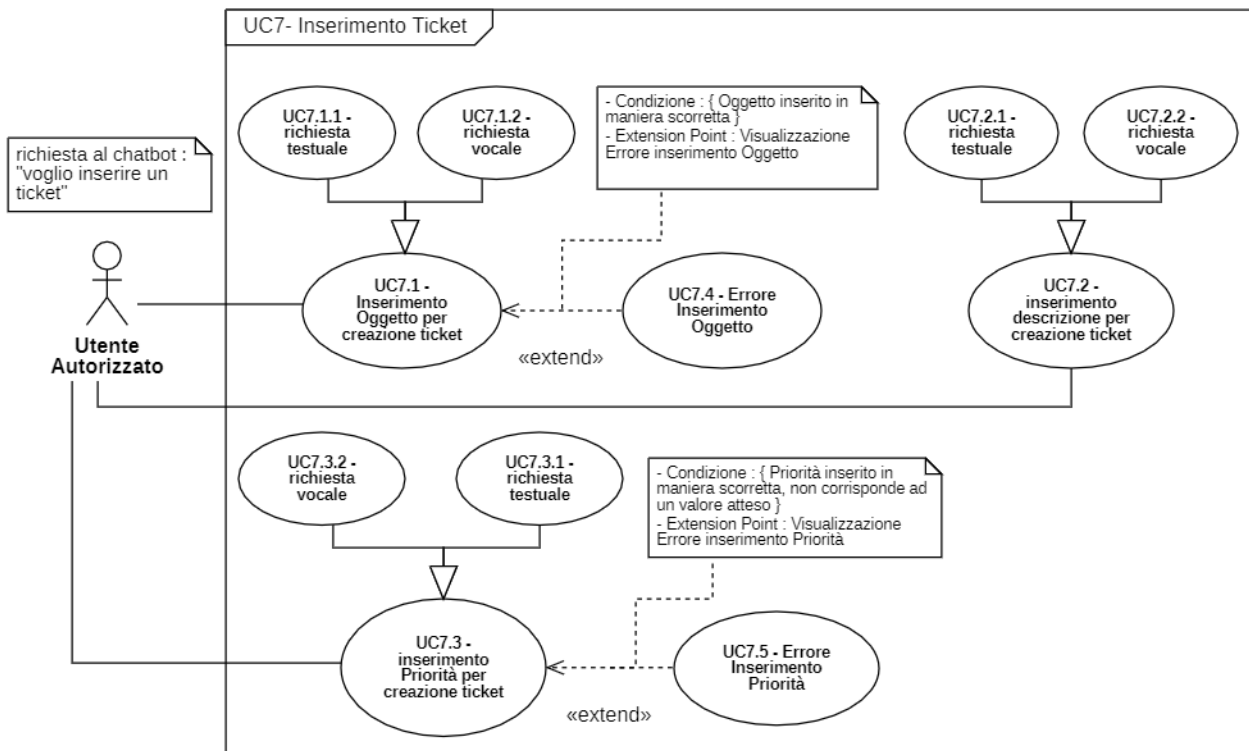 UC7- Inserimento Ticket
richiesta al chatbot :
"voglio inserire un
ticket"
UC7.1.1 -
richiesta
testuale
UC7.1.2 -
richiesta
vocale
- Condizione : { Oggetto inserito in
maniera scorretta }
- Extension Point : Visualizzazione
Errore inserimento Oggetto
UC7.2.1 -
richiesta
testuale
UC7.2.2 -
richiesta
vocale
Utente
Autorizzato
UC7.1 -
Inserimento
Oggetto per
creazione ticket
«extend»
UC7.4 - Errore
Inserimento
Oggetto
UC7.2 -
inserimento
descrizione per
creazione ticket
UC7.3.2 -
richiesta
vocale
UC7.3.1 -
richiesta
testuale
- Condizione : { Priorità inserito in
maniera scorretta, non corrisponde ad
un valore atteso }
- Extension Point : Visualizzazione
Errore inserimento Priorità
UC7.3 -
inserimento
Priorità per
creazione ticket
«extend»
UC7.5 - Errore
Inserimento
Priorità